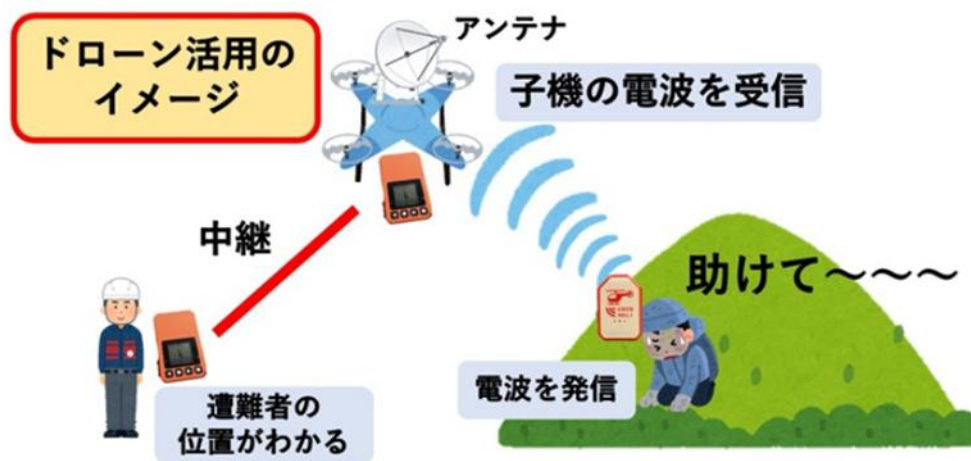 ドローン活用の
イメージ
アンテナ
子機の電波を受信
中継
助けて～～～
電波を発信
遭難者の
位置がわかる